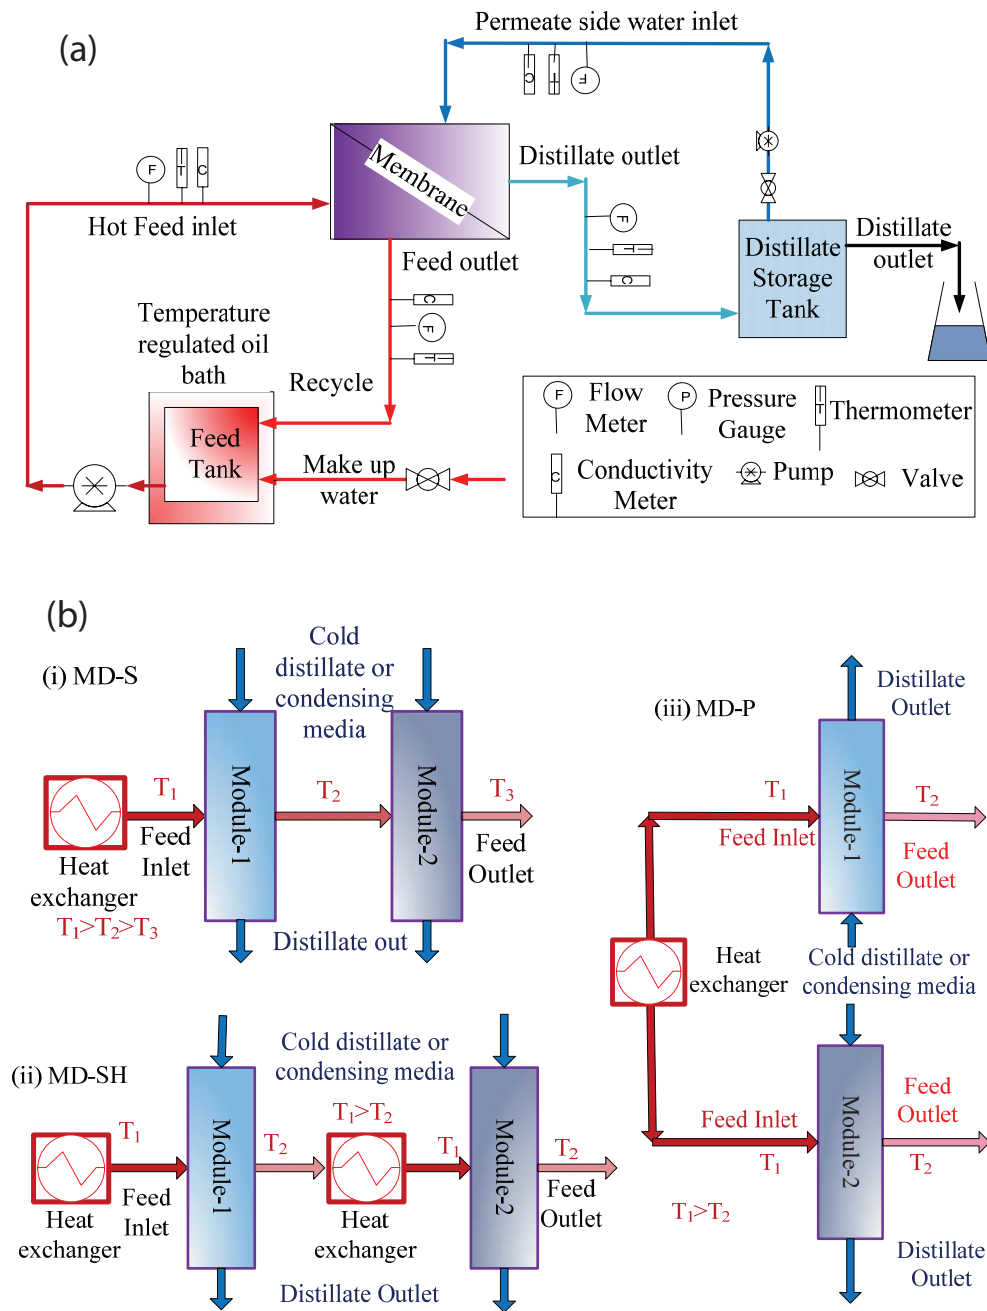 (a)
Permeate side water inlet
C
T
F
F
T
C
Hot Feed inlet
Membrane
Distillate outlet
F
T
C
Feed outlet
C
F
T
Distillate
Storage
Tank
Distillate
outlet
Temperature
regulated oil
bath
Recycle
Feed
Tank
Make up
water
F
Flow
Meter
P
Pressure
Gauge
T
Thermometer
C
Conductivity
Meter
Pump
Valve
(b)
(i) MD-S
Cold
distillate or
condensing
media
T₁
Feed
Inlet
Heat
exchanger
T₁>T₂>T₃
Module-1
T₂
Module-2
T₃
Feed
Outlet
Distillate out
(ii) MD-SH
Cold distillate or
condensing media
T₁
Feed
Inlet
Heat
exchanger
Module-1
T₂
T₁>T₂
Heat
exchanger
T₁
Module-2
T₂
Feed
Outlet
Distillate Outlet
(iii) MD-P
Distillate
Outlet
T₁
Feed Inlet
Module-1
T₂
Feed
Outlet
Heat
exchanger
Cold distillate or
condensing media
Feed Inlet
T₁
Module-2
Feed
Outlet
T₂
T₁>T₂
Distillate
Outlet